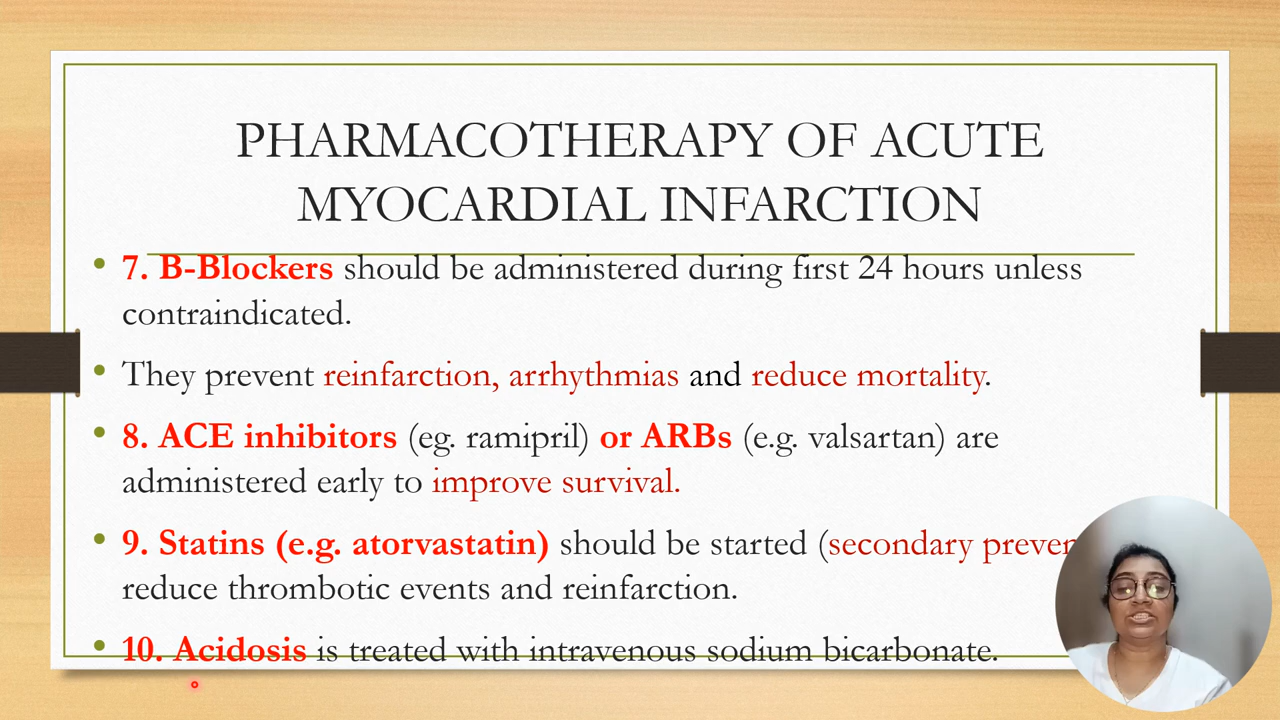 PHARMACOTHERAPY OF ACUTE
MYOCARDIAL INFARCTION
• 7. B-Blockers should be administered during first 24 hours unless
contraindicated.
• They prevent reinfarction, arrhythmias and reduce mortality.
• 8. ACE inhibitors (eg. ramipril) or ARBs (e.g. valsartan) are
administered early to improve survival.
• 9. Statins (e.g. atorvastatin) should be started (secondary
reduce thrombotic events and reinfarction.
• 10. Acidosis is treated with intravenous sodium bicarbonate.